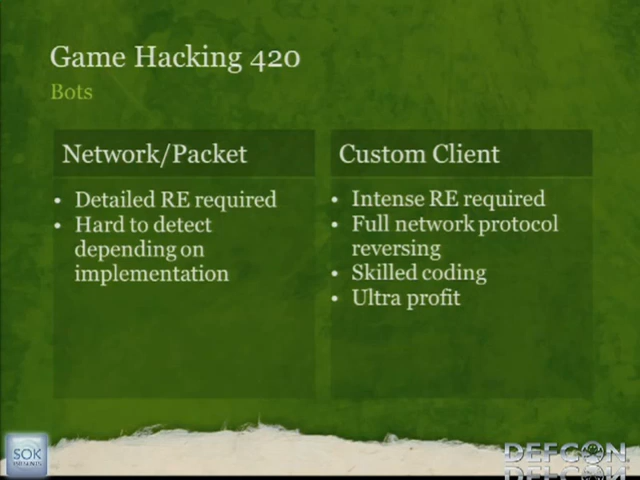 Game Hacking 420
Bots
Network/Packet
• Detailed RE required
• Hard to detect
depending on
implementation
Custom Client
• Intense RE required
• Full network protocol
reversing
• Skilled coding
• Ultra profit
SOK
PRESENTS
DEFCON